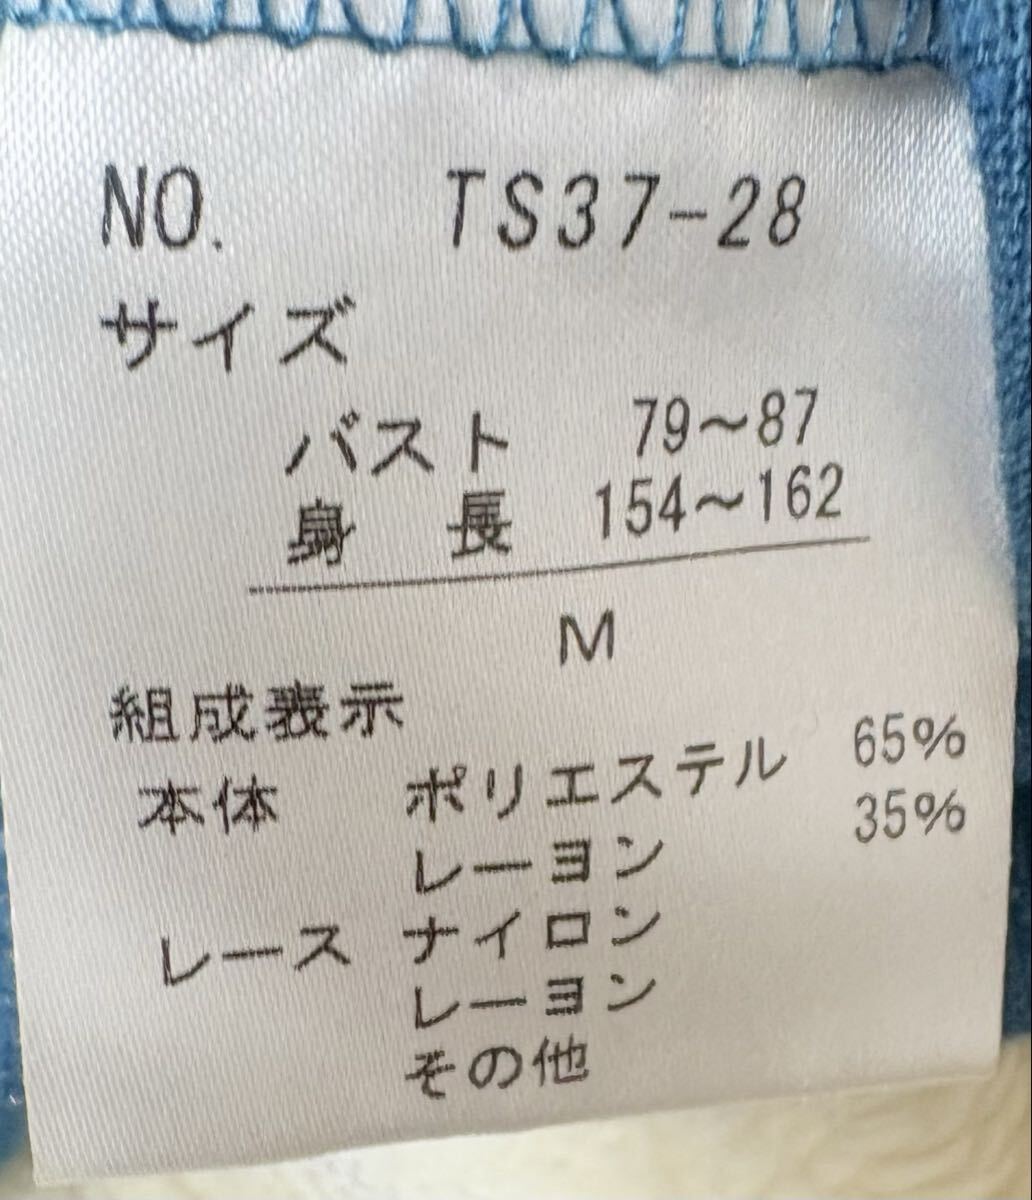 NO. TS37-28
サイズ
バスト 79～87
身長 154～162
M
組成表示
本体 ポリエステル 65%
レーヨン 35%
レース ナイロン
レーヨン
その他